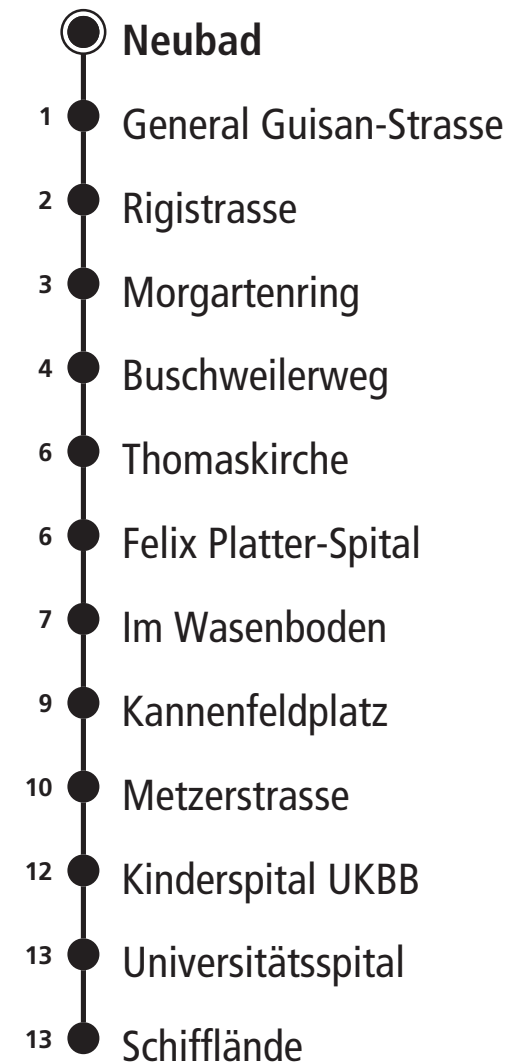 Neubad
1 General Guisan-Strasse
2 Rigistrasse
3 Morgartenring
4 Buschweilerweg
6 Thomaskirche
6 Felix Platter-Spital
7 Im Wasenboden
9 Kannenfeldplatz
10 Metzerstrasse
12 Kinderspital UKBB
13 Universitätsspital
13 Schifflände